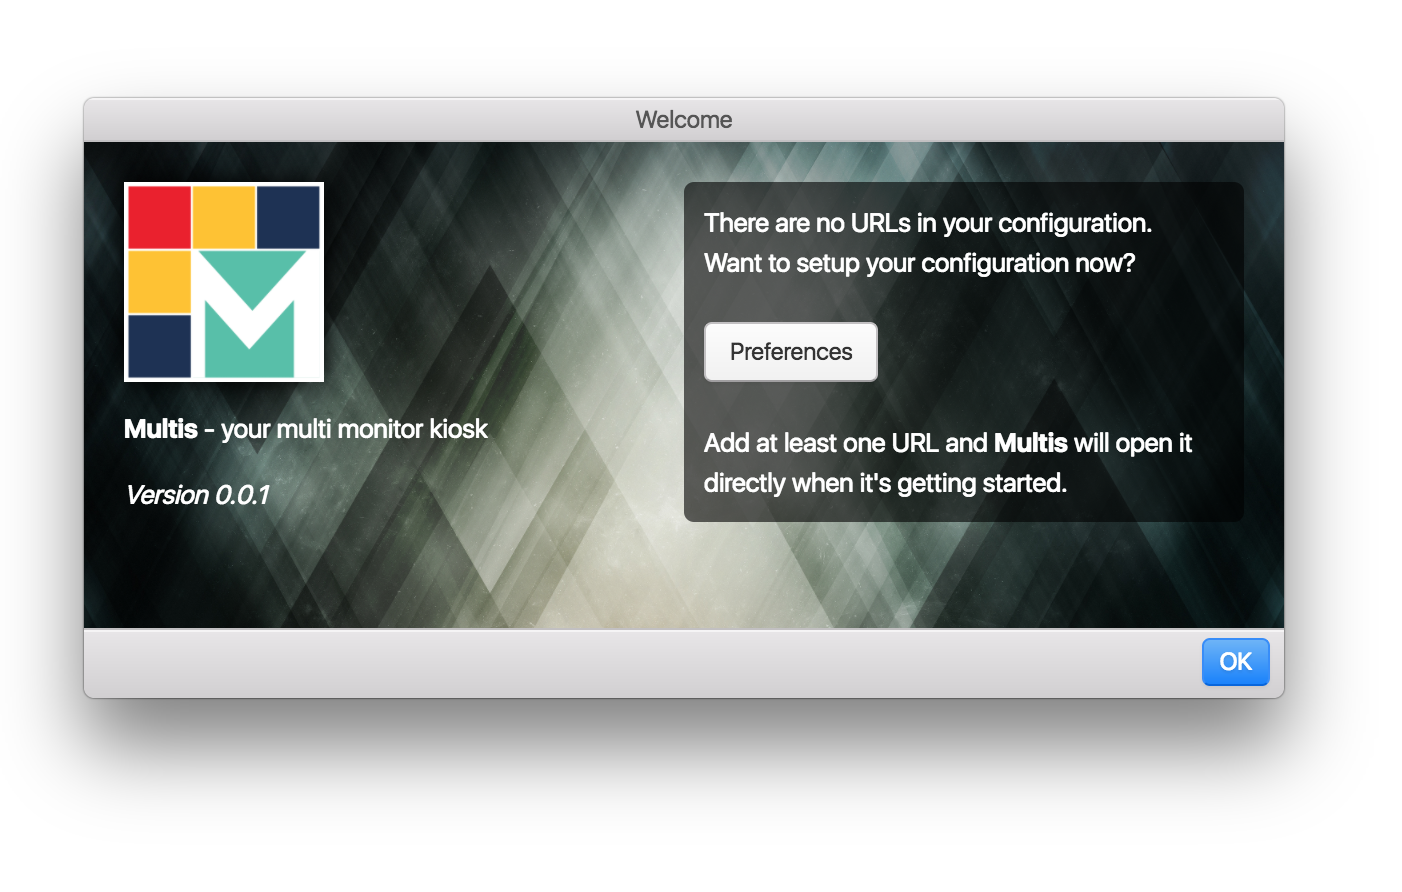 Welcome
Multis - your multi monitor kiosk
Version 0.0.1
There are no URLs in your configuration.
Want to setup your configuration now?
Preferences
Add at least one URL and Multis will open it
directly when it's getting started.
OK